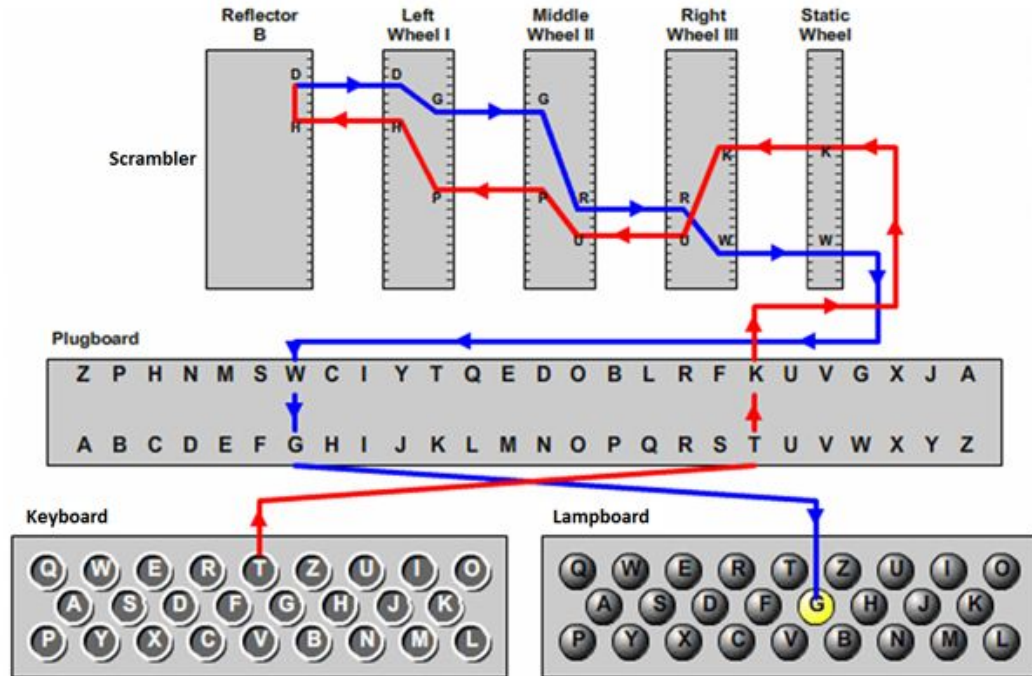 Reflector B
Left Wheel I
Middle Wheel II
Right Wheel III
Static Wheel
D D
G G
H H
K K
P P R R
U U W W
Scrambler
Plugboard
Z P H N M S W C I Y T Q E D O B L R F K U V G X J A
A B C D E F G H I J K L M N O P Q R S T U V W X Y Z
Keyboard
Q W E R T Z U I O
A S D F G H J K
P Y X C V B N M L
Lampboard
Q W E R T Z U I O
A S D F G H J K
P Y X C V B N M L